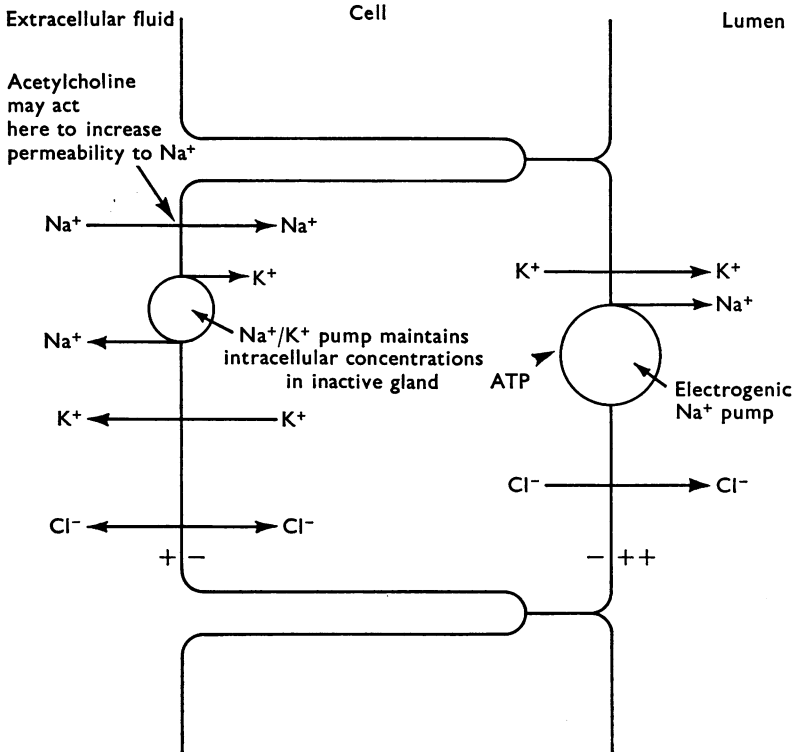 Extracellular fluid
Cell
Lumen
Acetylcholine
may act
here to increase
permeability to Na⁺
Na⁺
Na⁺
K⁺
K⁺
K⁺
Na⁺
Na⁺/K⁺ pump maintains
intracellular concentrations
in inactive gland
Na⁺
ATP
Electrogenic
Na⁺ pump
K⁺
K⁺
Cl⁻
Cl⁻
Cl⁻
Cl⁻
+ −
− ++